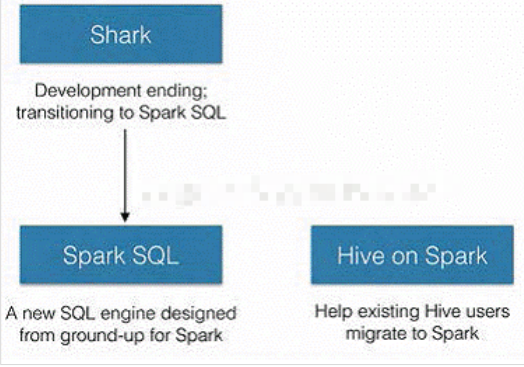 Shark
Development ending;
transitioning to Spark SQL
Spark SQL
Hive on Spark
A new SQL engine designed
from ground-up for Spark
Help existing Hive users
migrate to Spark